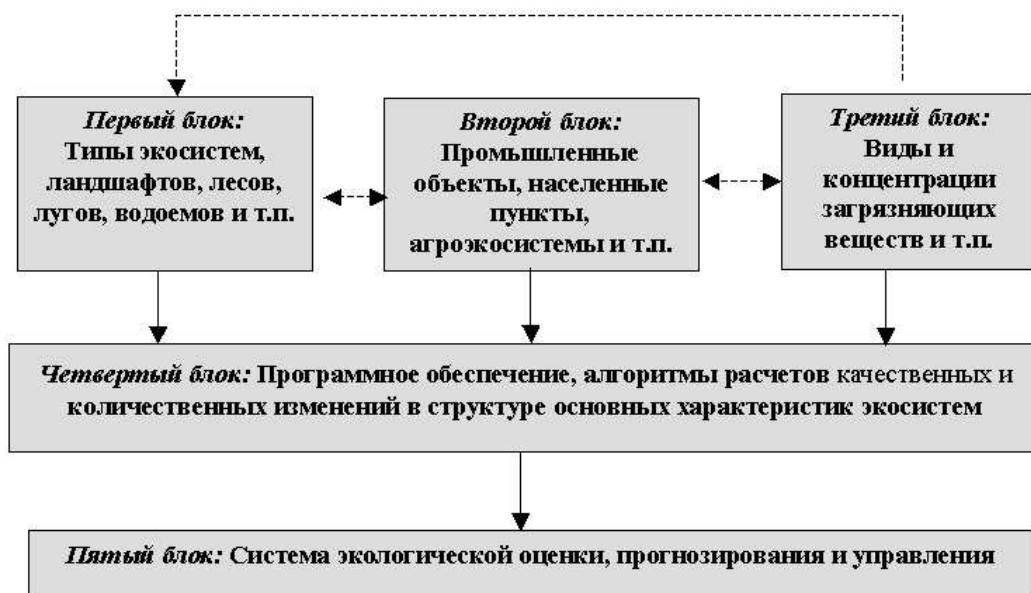 Первый блок:
Типы экосистем,
ландшафтов, лесов,
лугов, водоемов и т.п.
Второй блок:
Промышленные
объекты, населенные
пункты,
агроэкосистемы и т.п.
Третий блок:
Виды и
концентрации
загрязняющих
веществ и т.п.
Четвертый блок: Программное обеспечение, алгоритмы расчетов качественных и
количественных изменений в структуре основных характеристик экосистем
Пятый блок: Система экологической оценки, прогнозирования и управления